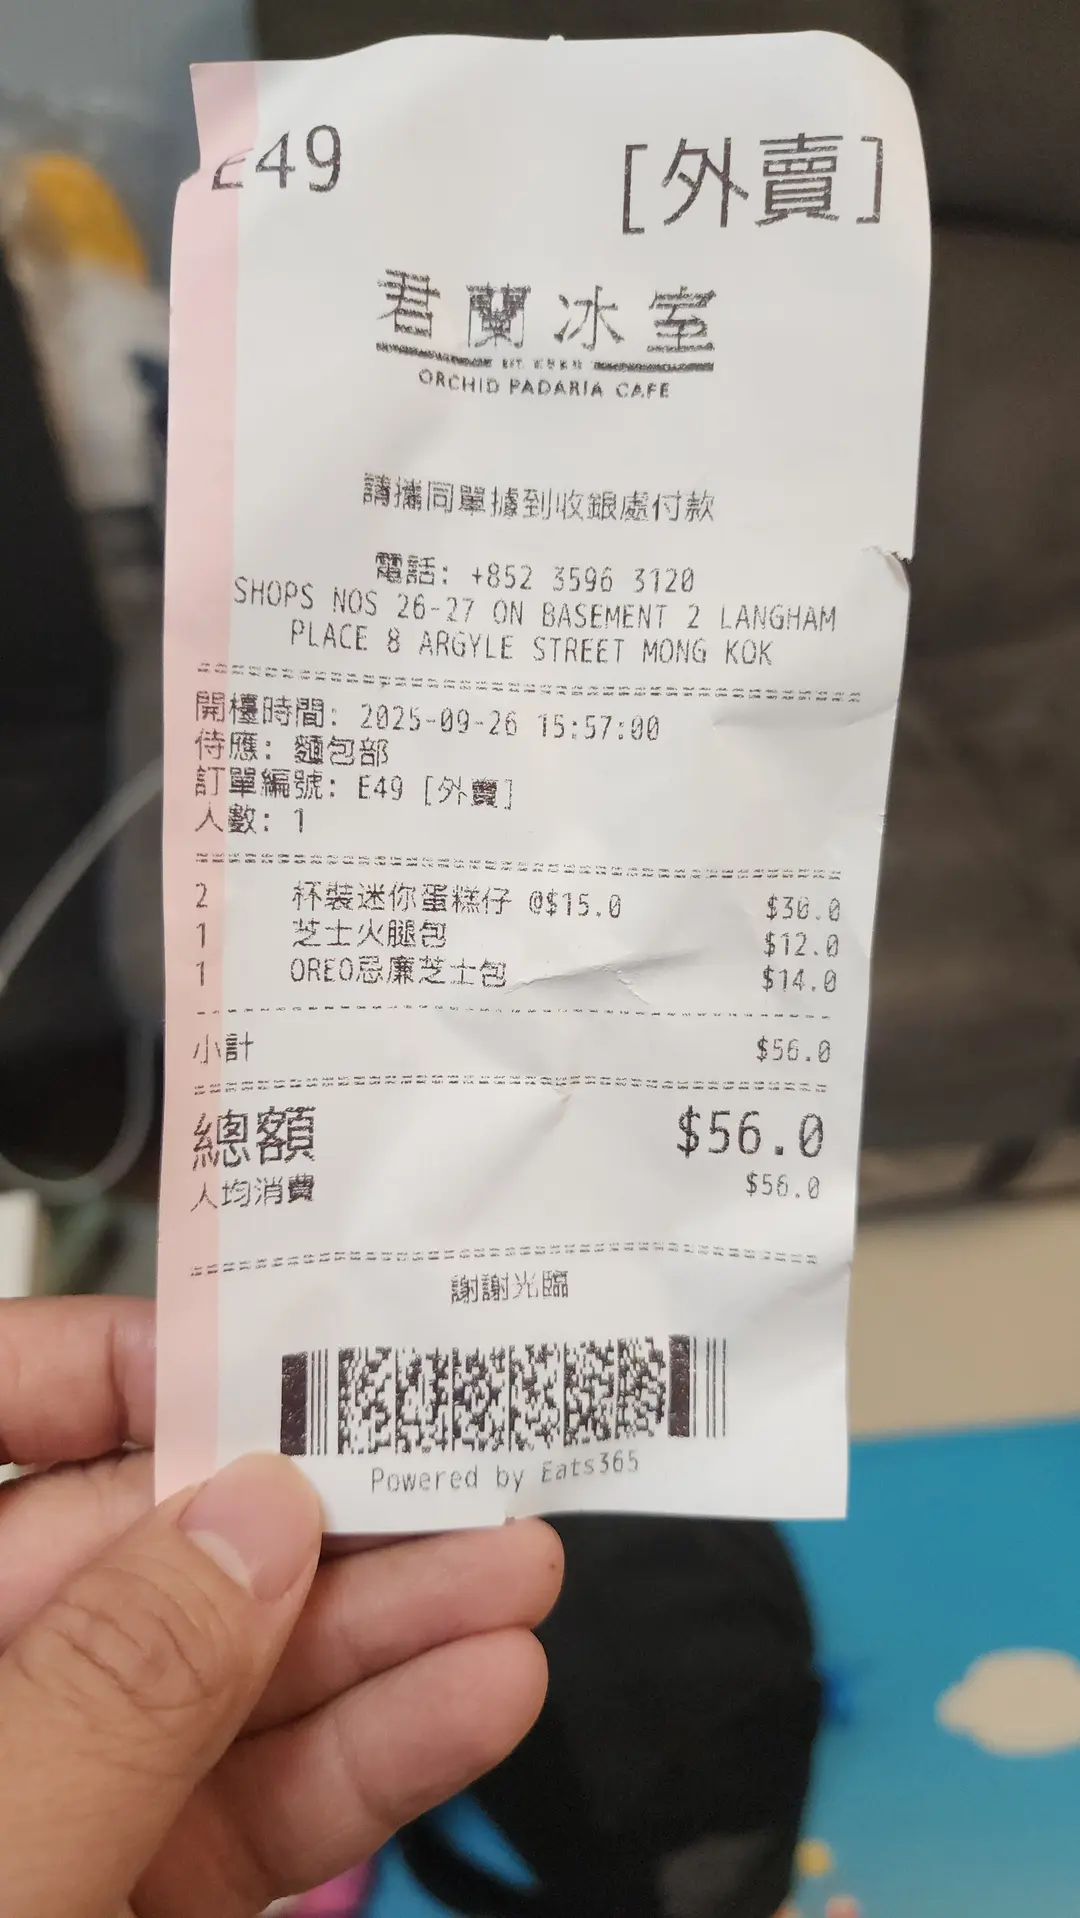 E49 [外賣]
君蘭冰室
ORCHID PADARIA CAFE
請攜同單據到收銀處付款
電話: +852 3596 3120
SHOPS NOS 26-27 ON BASEMENT 2 LANGHAM
PLACE 8 ARGYLE STREET MONG KOK
開檯時間: 2025-09-26 15:57:00
侍應: 麵包部
訂單編號: E49 [外賣]
人數: 1
2 杯裝迷你蛋糕仔 @$15.0 $30.0
1 芝士火腿包 $12.0
1 OREO忌廉芝士包 $14.0
小計 $56.0
總額 $56.0
人均消費 $56.0
謝謝光臨
Powered by Eats365